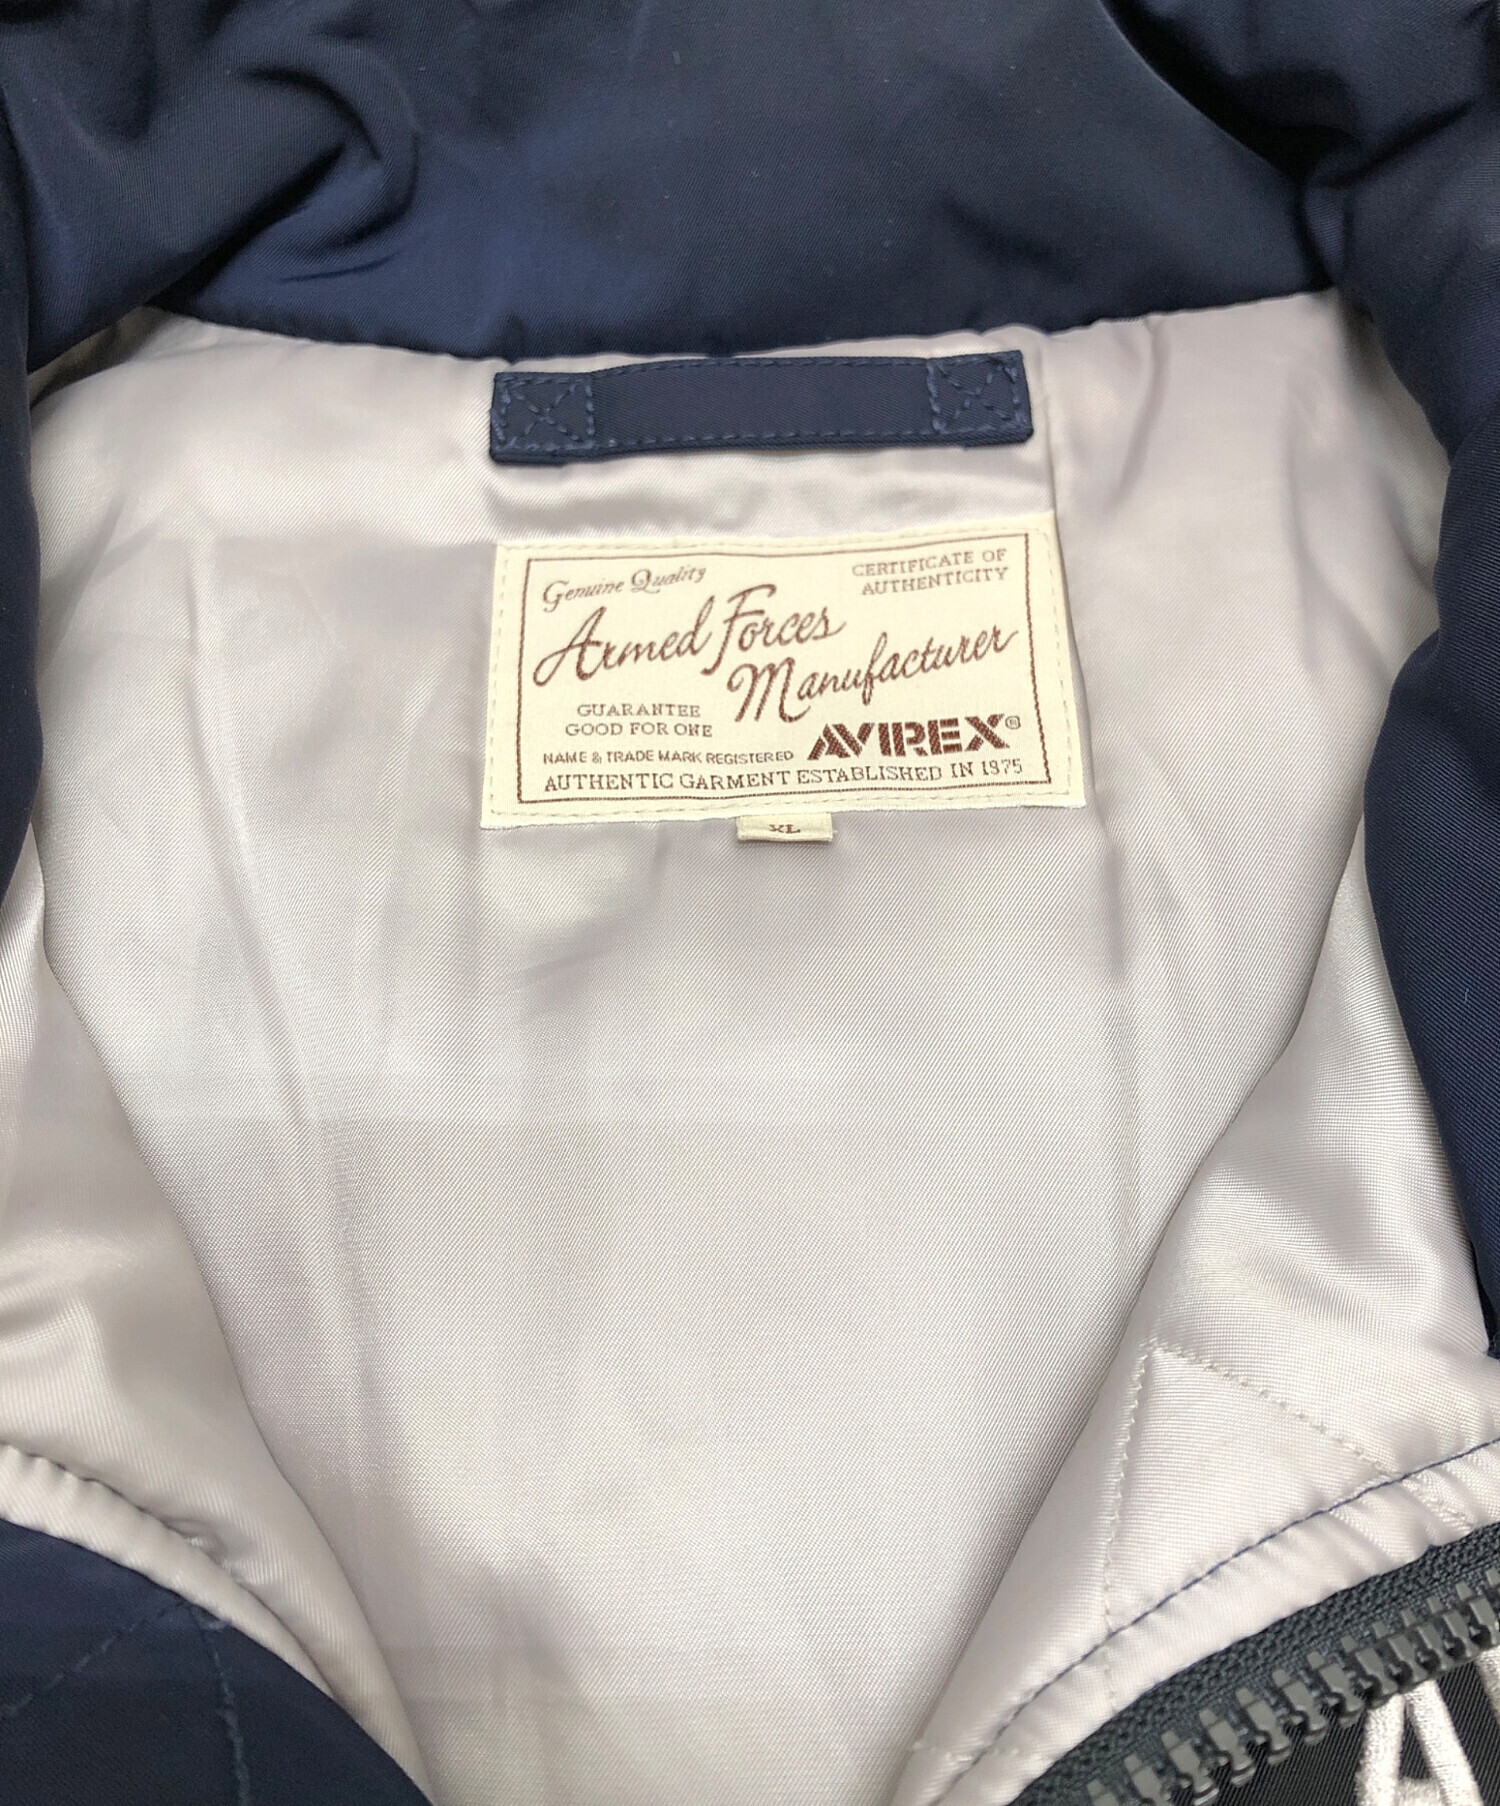 Genuine Quality
CERTIFICATE OF
AUTHENTICITY
Armed Forces
Manufacturer
GUARANTEE
GOOD FOR ONE
NAME & TRADE MARK REGISTERED
AVIREX®
AUTHENTIC GARMENT ESTABLISHED IN 1975
XL
A